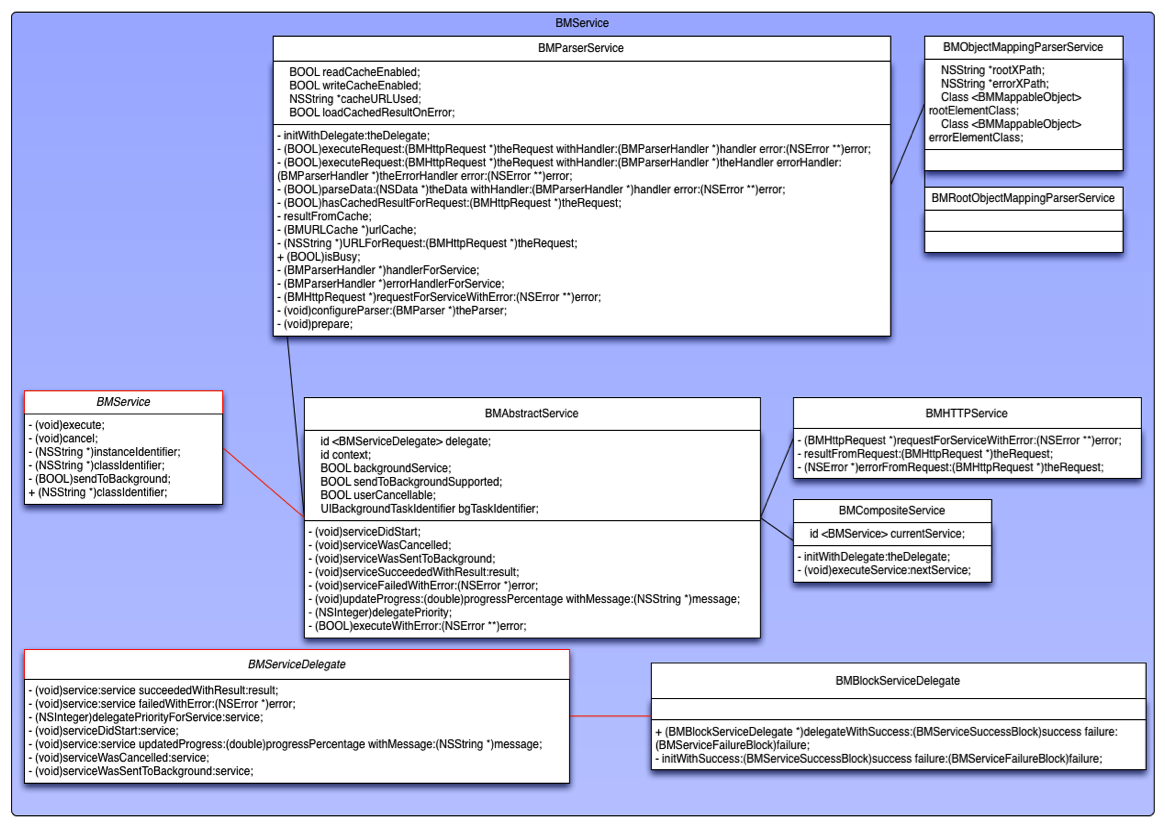 BMService
BMParserService
BOOL readCacheEnabled;
BOOL writeCacheEnabled;
NSString *cacheURLUsed;
BOOL loadCachedResultOnError;
- initWithDelegate:theDelegate;
- (BOOL)executeRequest:(BMHttpRequest *)theRequest withHandler:(BMParserHandler *)handler error:(NSError **)error;
- (BOOL)executeRequest:(BMHttpRequest *)theRequest withHandler:(BMParserHandler *)theHandler errorHandler:
(BMParserHandler *)theErrorHandler error:(NSError **)error;
- (BOOL)parseData:(NSData *)theData withHandler:(BMParserHandler *)handler error:(NSError **)error;
- (BOOL)hasCachedResultForRequest:(BMHttpRequest *)theRequest;
- resultFromCache;
- (BMURLCache *)urlCache;
- (NSString *)URLForRequest:(BMHttpRequest *)theRequest;
+ (BOOL)isBusy;
- (BMParserHandler *)handlerForService;
- (BMParserHandler *)errorHandlerForService;
- (BMHttpRequest *)requestForServiceWithError:(NSError **)error;
- (void)configureParser:(BMParser *)theParser;
- (void)prepare;
BMObjectMappingParserService
NSString *rootXPath;
NSString *errorXPath;
Class <BMMappableObject>
rootElementClass;
Class <BMMappableObject>
errorElementClass;
BMRootObjectMappingParserService
BMService
- (void)execute;
- (void)cancel;
- (NSString *)instanceIdentifier;
- (NSString *)classIdentifier;
- (BOOL)sendToBackground;
+ (NSString *)classIdentifier;
BMAbstractService
id <BMServiceDelegate> delegate;
id context;
BOOL backgroundService;
BOOL sendToBackgroundSupported;
BOOL userCancellable;
UIBackgroundTaskIdentifier bgTaskIdentifier;
- (void)serviceDidStart;
- (void)serviceWasCancelled;
- (void)serviceWasSentToBackground;
- (void)serviceSucceededWithResult:result;
- (void)serviceFailedWithError:(NSError *)error;
- (void)updateProgress:(double)progressPercentage withMessage:(NSString *)message;
- (NSInteger)delegatePriority;
- (BOOL)executeWithError:(NSError **)error;
BMHTTPService
- (BMHttpRequest *)requestForServiceWithError:(NSError **)error;
- resultFromRequest:(BMHttpRequest *)theRequest;
- (NSError *)errorFromRequest:(BMHttpRequest *)theRequest;
BMCompositeService
id <BMService> currentService;
- initWithDelegate:theDelegate;
- (void)executeService:nextService;
BMServiceDelegate
- (void)service:service succeededWithResult:result;
- (void)service:service failedWithError:(NSError *)error;
- (NSInteger)delegatePriorityForService:service;
- (void)serviceDidStart:service;
- (void)service:service updatedProgress:(double)progressPercentage withMessage:(NSString *)message;
- (void)serviceWasCancelled:service;
- (void)serviceWasSentToBackground:service;
BMBlockServiceDelegate
+ (BMBlockServiceDelegate *)delegateWithSuccess:(BMServiceSuccessBlock)success failure:
(BMServiceFailureBlock)failure;
- initWithSuccess:(BMServiceSuccessBlock)success failure:(BMServiceFailureBlock)failure;